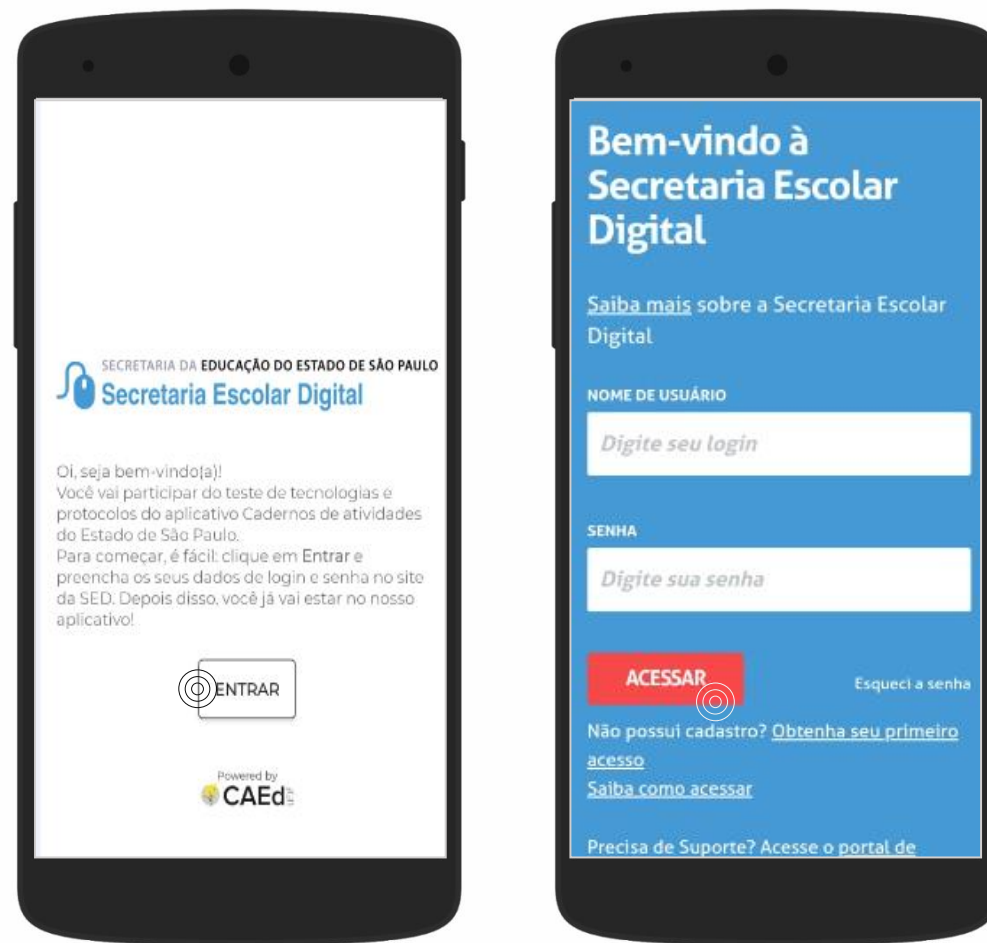 SECRETARIA DA EDUCAÇÃO DO ESTADO DE SÃO PAULO
Secretaria Escolar Digital
Oi, seja bem-vindo(a)!
Você vai participar do teste de tecnologias e
protocolos do aplicativo Cadernos de atividades
do Estado de São Paulo.
Para começar, é fácil: clique em Entrar e
preencha os seus dados de login e senha no site
da SED. Depois disso, você já vai estar no nosso
aplicativo!
ENTRAR
Powered by
CAEd
Bem-vindo à
Secretaria Escolar
Digital
Saiba mais sobre a Secretaria Escolar
Digital
NOME DE USUÁRIO
Digite seu login
SENHA
Digite sua senha
ACESSAR
Esqueci a senha
Não possui cadastro? Obtenha seu primeiro
acesso
Saiba como acessar
Precisa de Suporte? Acesse o portal de